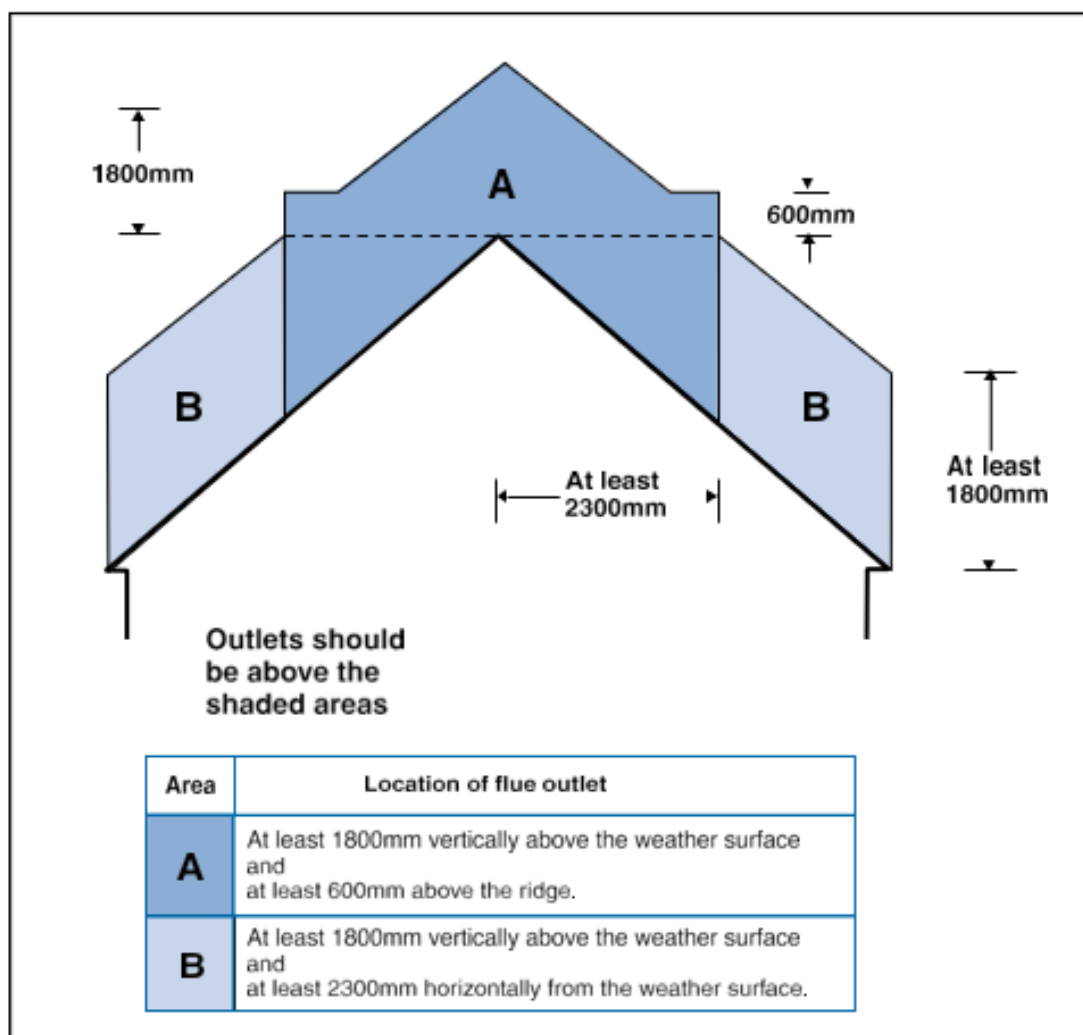 1800mm
A
600mm
B
B
At least
2300mm
At least
1800mm
Outlets should
be above the
shaded areas
Area Location of flue outlet
A
At least 1800mm vertically above the weather surface
and
at least 600mm above the ridge.
B
At least 1800mm vertically above the weather surface
and
at least 2300mm horizontally from the weather surface.